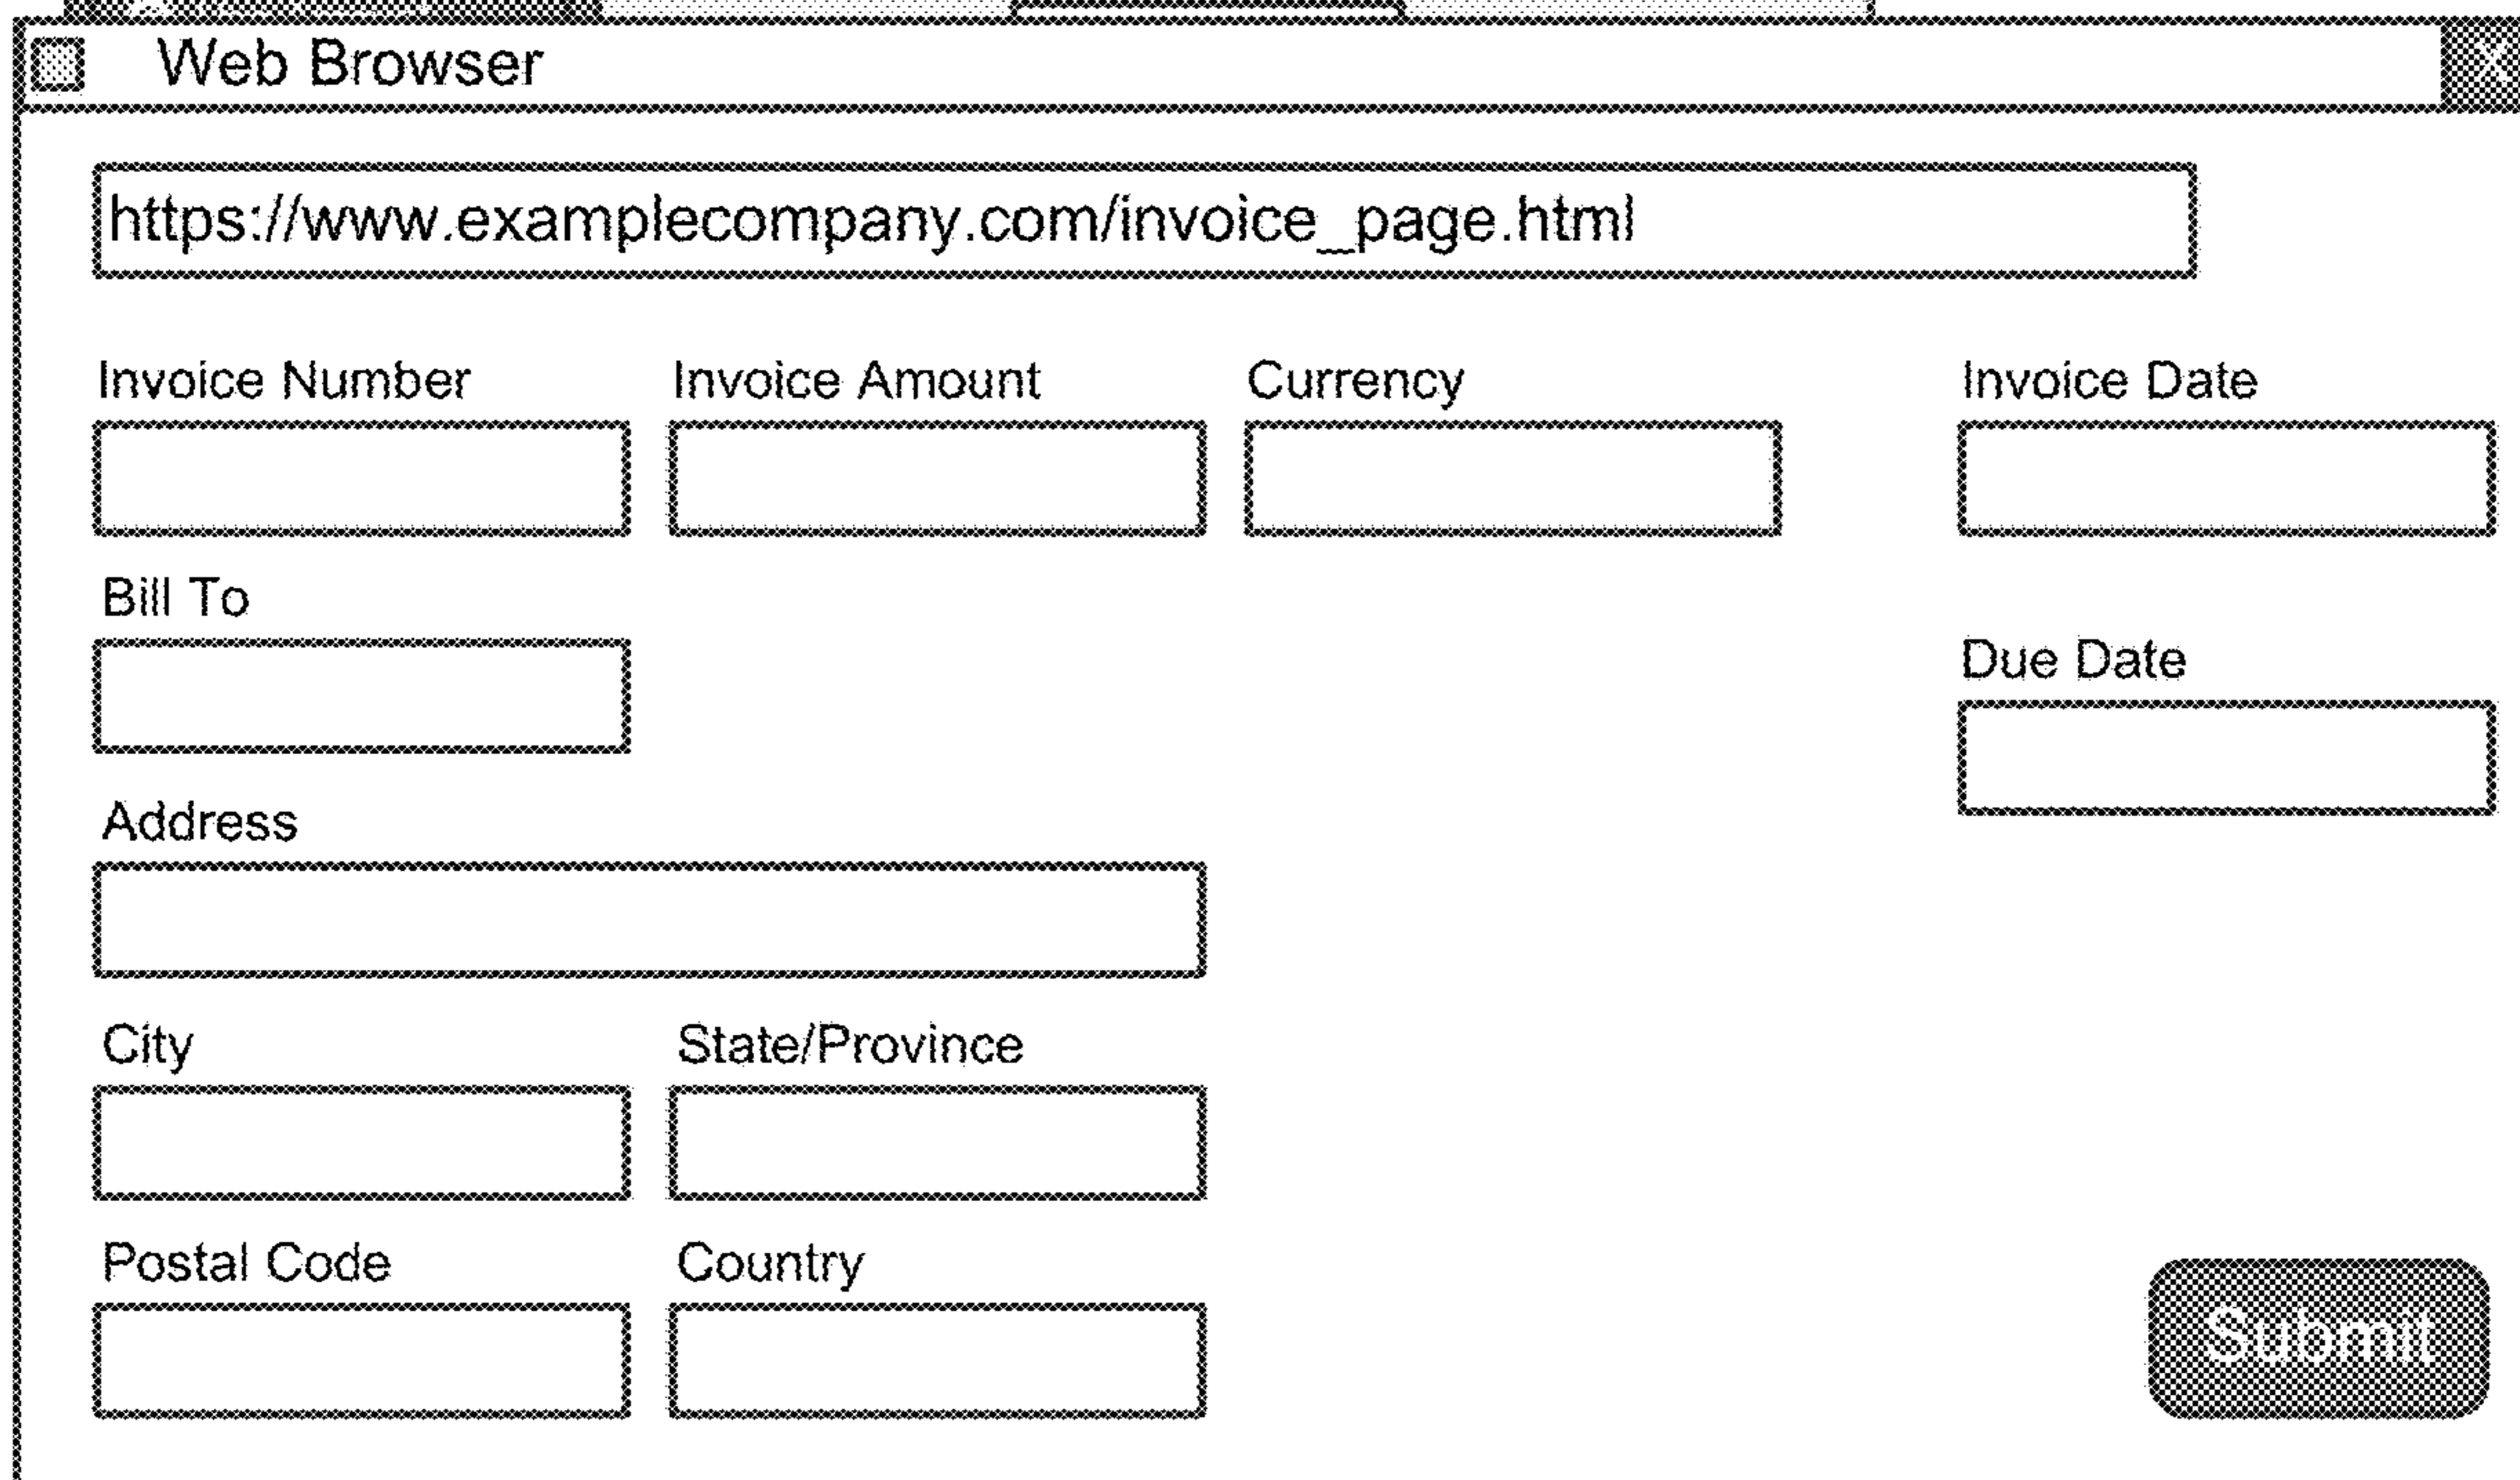 Web Browser X
https://www.examplecompany.com/invoice_page.html
Invoice Number Invoice Amount Currency Invoice Date
Bill To
Due Date
Address
City State/Province
Postal Code Country
Submit